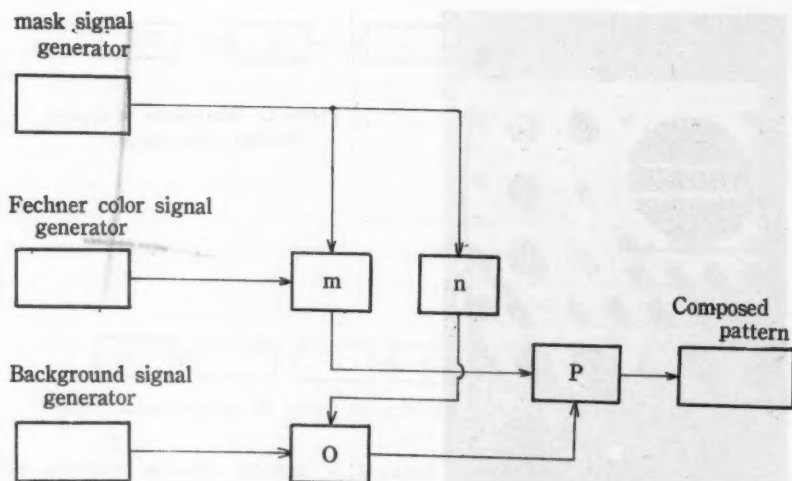 mask signal
generator
Fechner color signal
generator
m
n
Composed
pattern
P
Background signal
generator
O